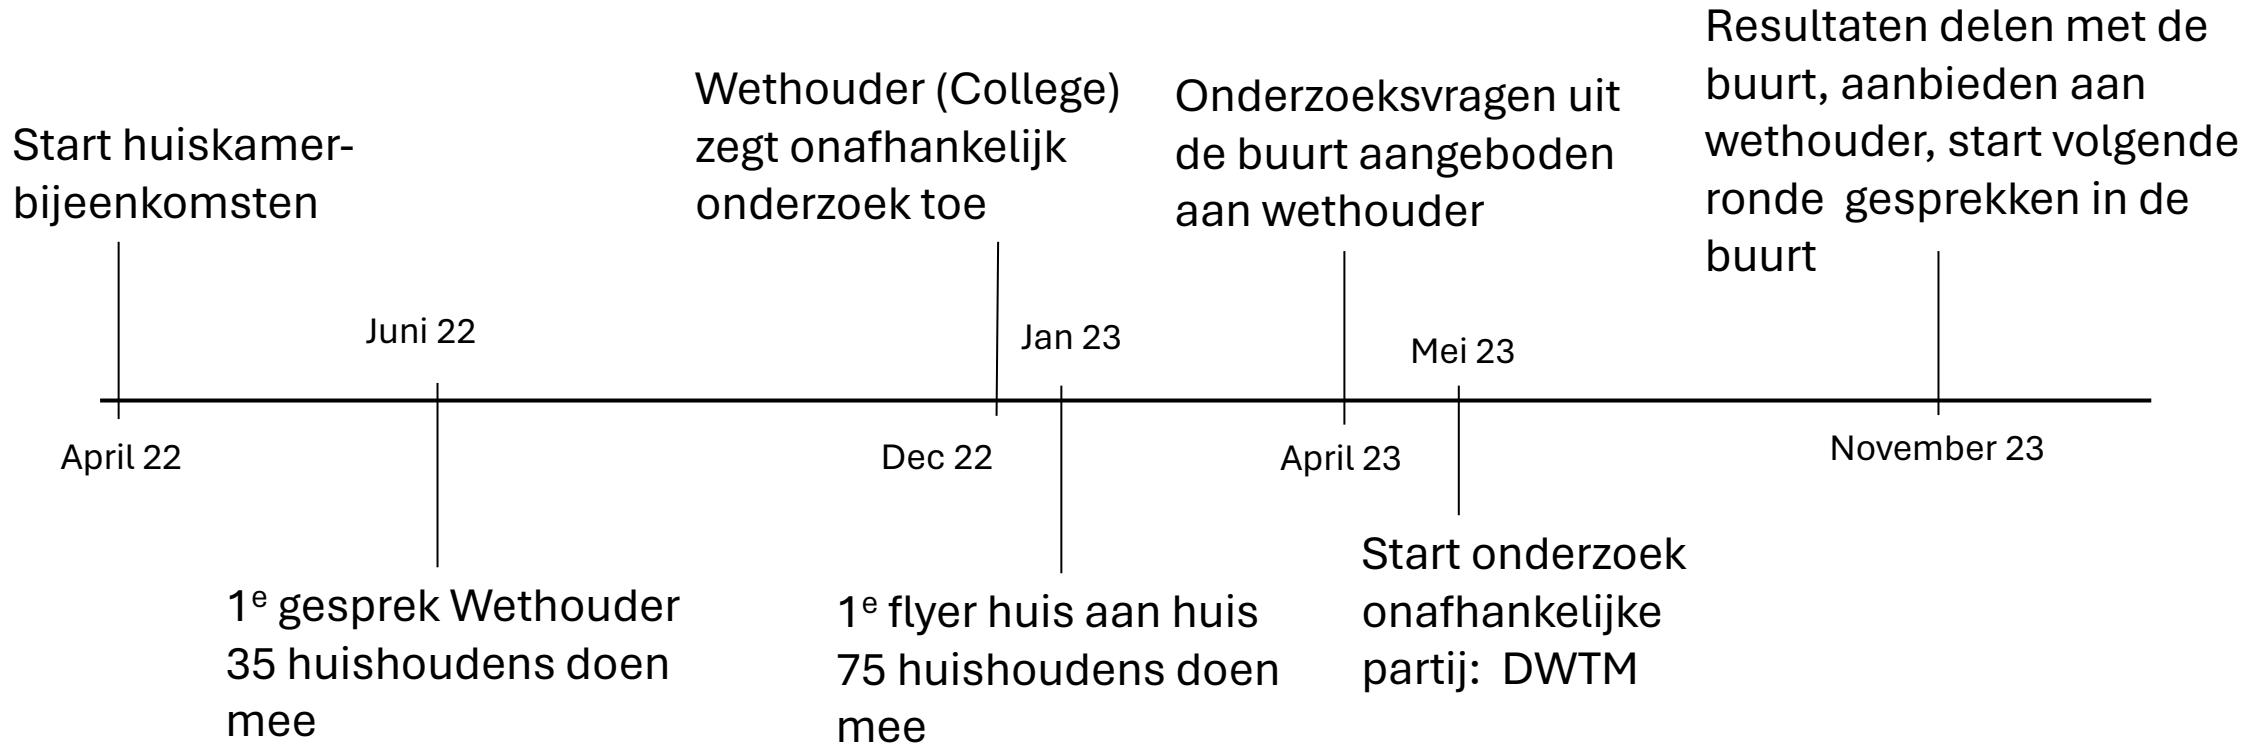 Start huiskamer-
bijeenkomsten
April 22
Juni 22
1e gesprek Wethouder
35 huishoudens doen
mee
Wethouder (College)
zegt onafhankelijk
onderzoek toe
Dec 22
Jan 23
1e flyer huis aan huis
75 huishoudens doen
mee
Onderzoeksvragen uit
de buurt aangeboden
aan wethouder
April 23
Mei 23
Start onderzoek
onafhankelijke
partij:  DWTM
Resultaten delen met de
buurt, aanbieden aan
wethouder, start volgende
ronde  gesprekken in de
buurt
November 23